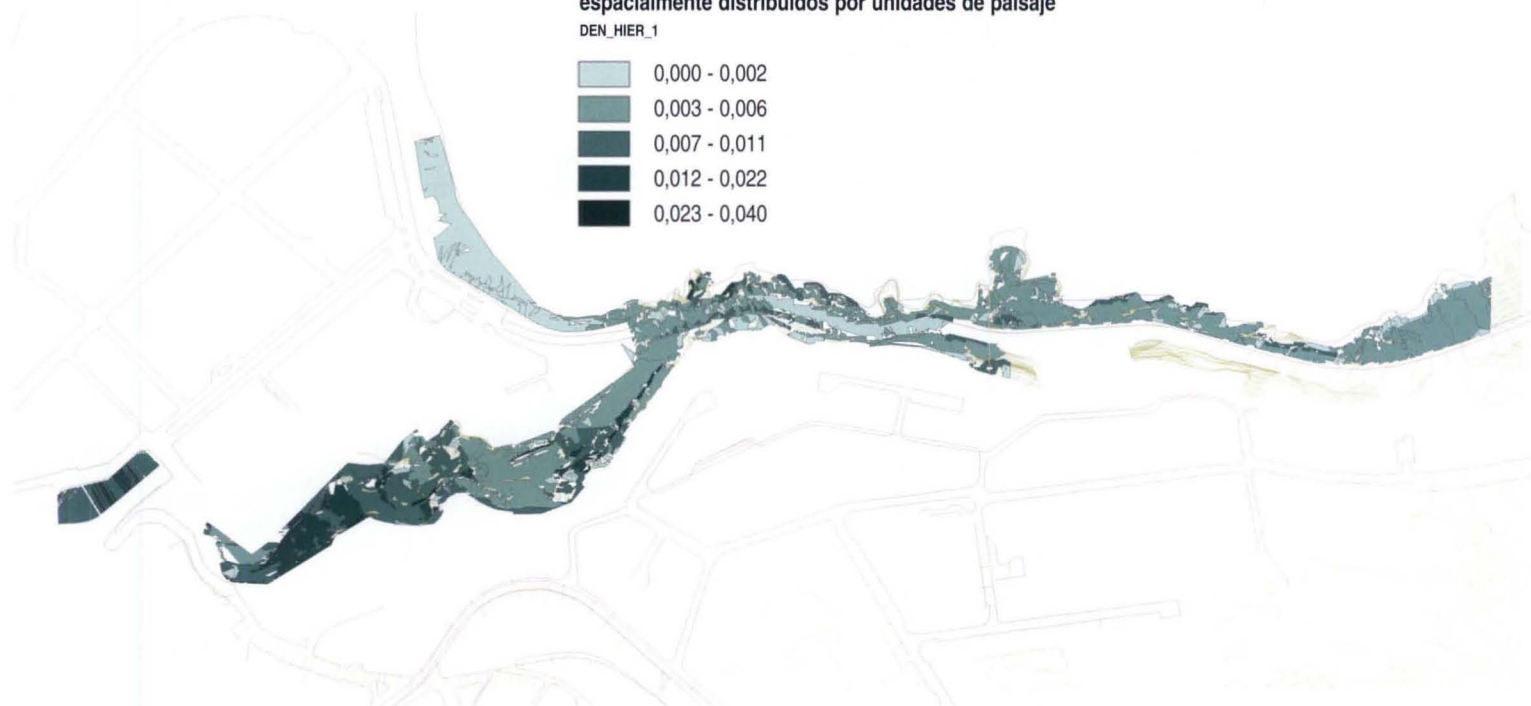 espacialmente distribuidos por unidades de paisaje
DEN_HIER_1
0,000 - 0,002
0,003 - 0,006
0,007 - 0,011
0,012 - 0,022
0,023 - 0,040